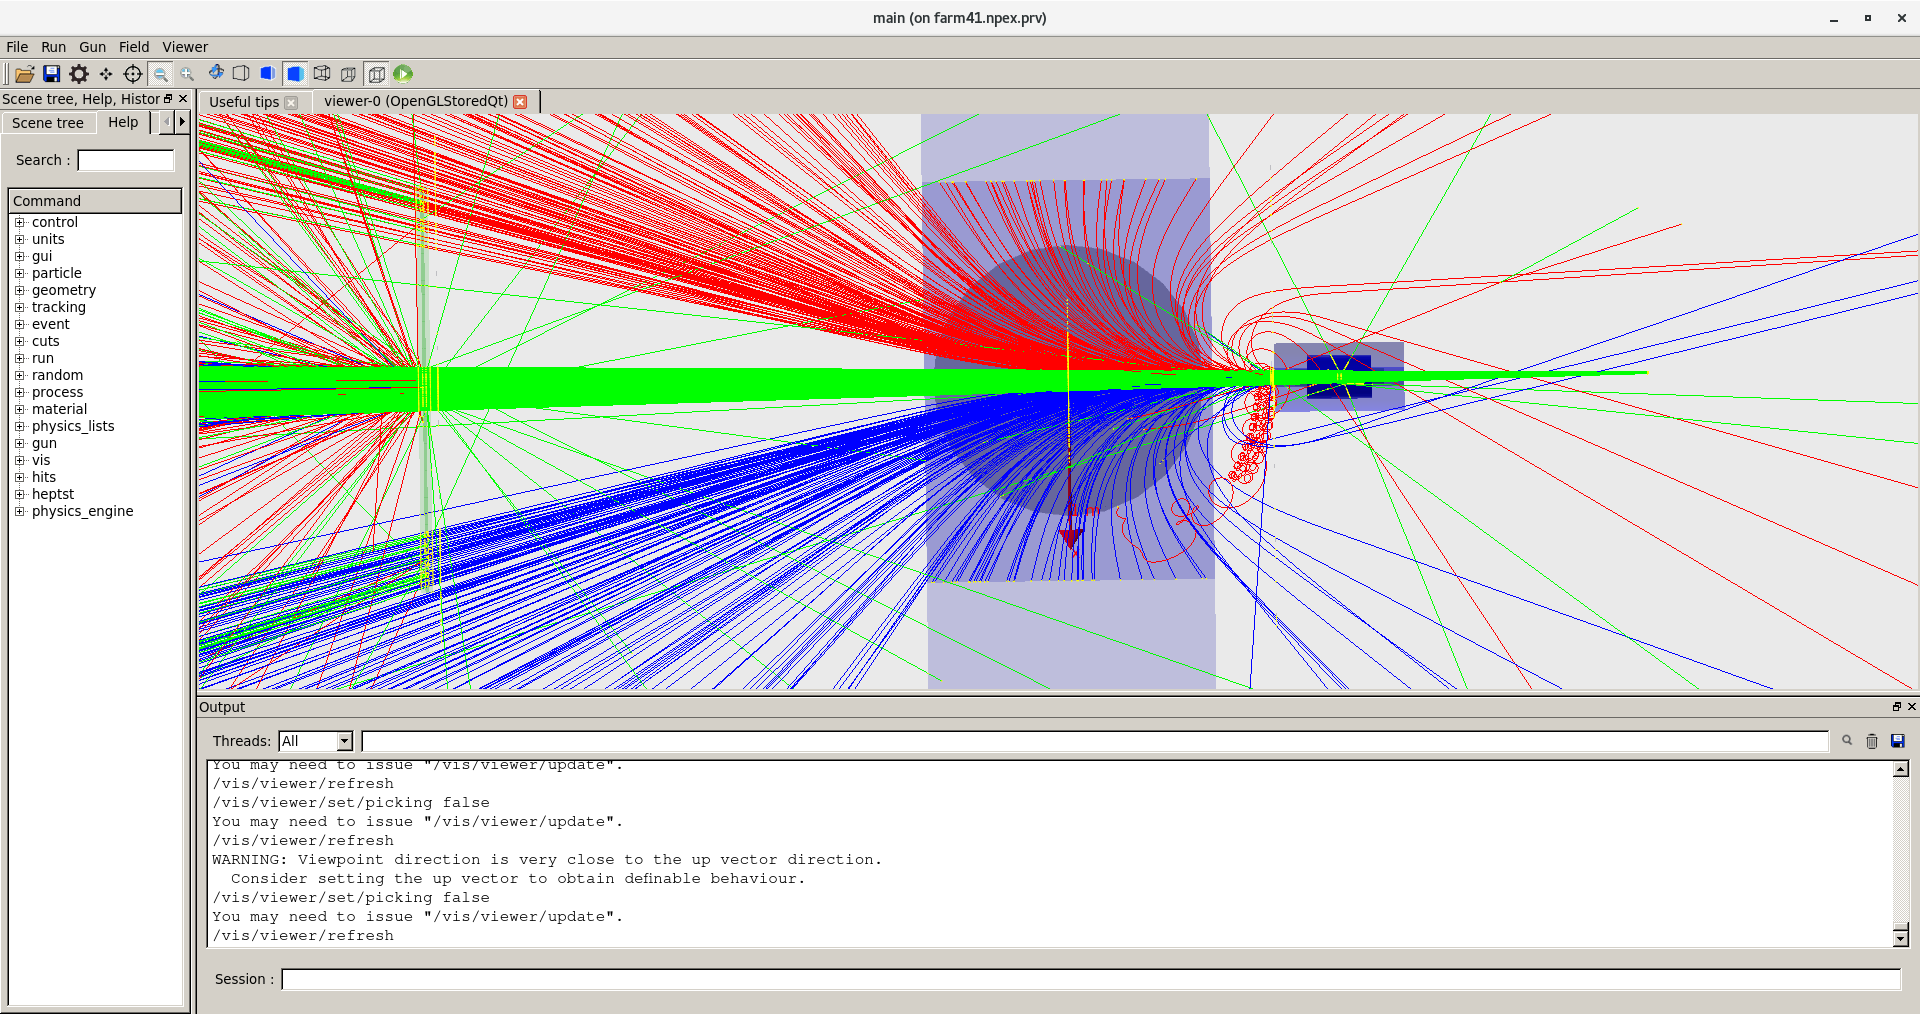 main (on farm41.npex.prv)
File Run Gun Field Viewer
Scene tree, Help, Histor
Useful tips
viewer-0 (OpenGLStoredQt)
Scene tree
Help
Search :
Command
control
units
gui
particle
geometry
tracking
event
cuts
run
random
process
material
physics_lists
gun
vis
hits
heptst
physics_engine
Output
Threads: All
You may need to issue "/vis/viewer/update".
/vis/viewer/refresh
/vis/viewer/set/picking false
You may need to issue "/vis/viewer/update".
/vis/viewer/refresh
WARNING: Viewpoint direction is very close to the up vector direction.
Consider setting the up vector to obtain definable behaviour.
/vis/viewer/set/picking false
You may need to issue "/vis/viewer/update".
/vis/viewer/refresh
Session :